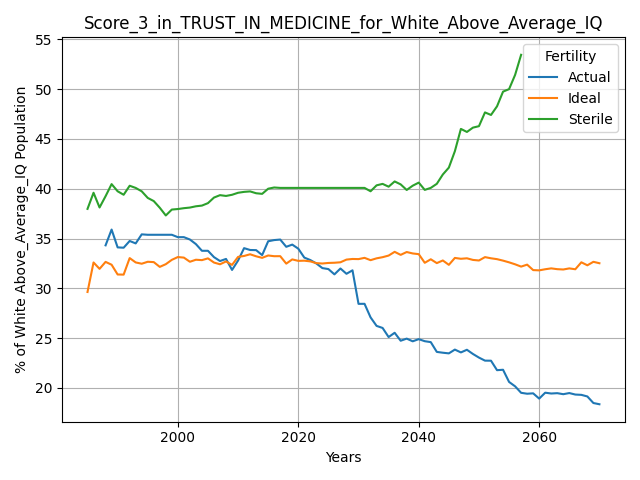 Score_3_in_TRUST_IN_MEDICINE_for_White_Above_Average_IQ
% of White Above_Average_IQ Population
55
50
45
40
35
30
25
20
2000
2020
2040
2060
Years
Fertility
Actual
Ideal
Sterile